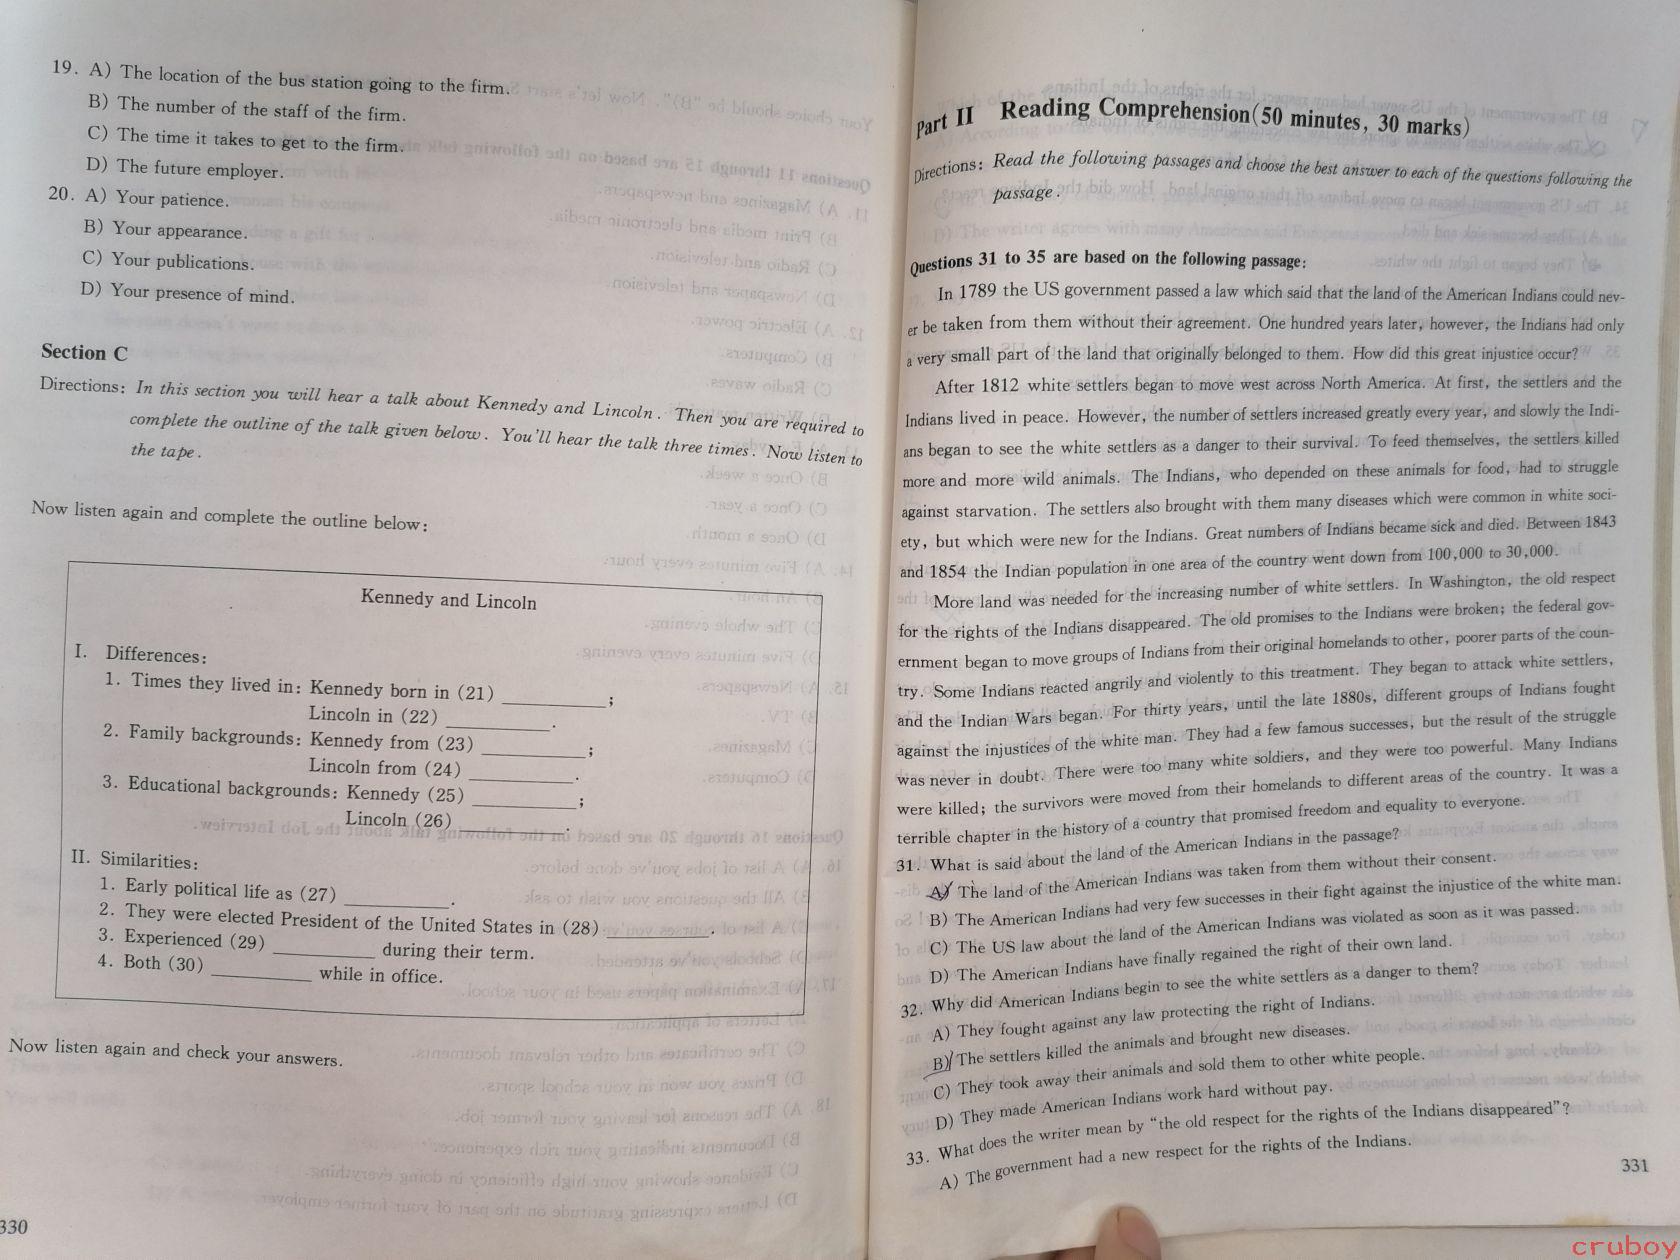 19. A) The location of the bus station going to the firm.
B) The number of the staff of the firm.
C) The time it takes to get to the firm.
D) The future employer.
20. A) Your patience.
B) Your appearance.
C) Your publications.
D) Your presence of mind.
Section C
Directions: In this section you will hear a talk about Kennedy and Lincoln. Then you are required to
complete the outline of the talk given below. You'll hear the talk three times. Now listen to
the tape.
Now listen again and complete the outline below:
Kennedy and Lincoln
I. Differences:
1. Times they lived in: Kennedy born in (21) ________;
Lincoln in (22) ________.
2. Family backgrounds: Kennedy from (23) ________;
Lincoln from (24) ________.
3. Educational backgrounds: Kennedy (25) ________;
Lincoln (26) ________.
II. Similarities:
1. Early political life as (27) ________.
2. They were elected President of the United States in (28) ________.
3. Experienced (29) ________ during their term.
4. Both (30) ________ while in office.
Now listen again and check your answers.
330
Part II Reading Comprehension(50 minutes, 30 marks)
Directions: Read the following passages and choose the best answer to each of the questions following the
passage.
Questions 31 to 35 are based on the following passage:
In 1789 the US government passed a law which said that the land of the American Indians could nev-
er be taken from them without their agreement. One hundred years later, however, the Indians had only
a very small part of the land that originally belonged to them. How did this great injustice occur?
After 1812 white settlers began to move west across North America. At first, the settlers and the
Indians lived in peace. However, the number of settlers increased greatly every year, and slowly the Indi-
ans began to see the white settlers as a danger to their survival. To feed themselves, the settlers killed
more and more wild animals. The Indians, who depended on these animals for food, had to struggle
against starvation. The settlers also brought with them many diseases which were common in white soci-
ety, but which were new for the Indians. Great numbers of Indians became sick and died. Between 1843
and 1854 the Indian population in one area of the country went down from 100,000 to 30,000.
More land was needed for the increasing number of white settlers. In Washington, the old respect
for the rights of the Indians disappeared. The old promises to the Indians were broken; the federal gov-
ernment began to move groups of Indians from their original homelands to other, poorer parts of the coun-
try. Some Indians reacted angrily and violently to this treatment. They began to attack white settlers,
and the Indian Wars began. For thirty years, until the late 1880s, different groups of Indians fought
against the injustices of the white man. They had a few famous successes, but the result of the struggle
was never in doubt. There were too many white soldiers, and they were too powerful. Many Indians
were killed; the survivors were moved from their homelands to different areas of the country. It was a
terrible chapter in the history of a country that promised freedom and equality to everyone.
31. What is said about the land of the American Indians in the passage?
A) The land of the American Indians was taken from them without their consent.
B) The American Indians had very few successes in their fight against the injustice of the white man.
C) The US law about the land of the American Indians was violated as soon as it was passed.
D) The American Indians have finally regained the right of their own land.
32. Why did American Indians begin to see the white settlers as a danger to them?
A) They fought against any law protecting the right of Indians.
B) The settlers killed the animals and brought new diseases.
C) They took away their animals and sold them to other white people.
D) They made American Indians work hard without pay.
33. What does the writer mean by "the old respect for the rights of the Indians disappeared"?
A) The government had a new respect for the rights of the Indians.
331
cruboy